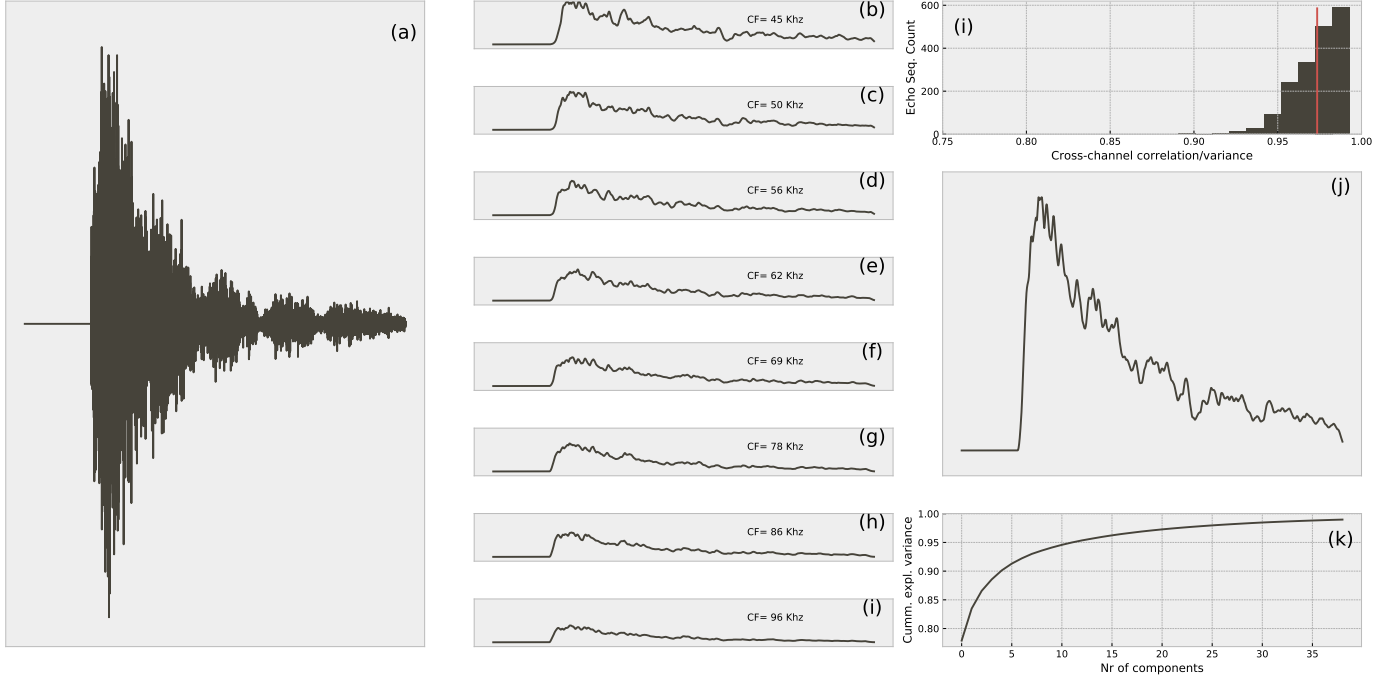 (a)
(b)
CF= 45 Khz
(c)
CF= 50 Khz
(d)
CF= 56 Khz
(e)
CF= 62 Khz
(f)
CF= 69 Khz
(g)
CF= 78 Khz
(h)
CF= 86 Khz
(i)
CF= 96 Khz
(i)
Echo Seq. Count
600
400
200
0
0.75 0.80 0.85 0.90 0.95 1.00
Cross-channel correlation/variance
(j)
(k)
Cumm. expl. variance
1.00
0.95
0.90
0.85
0.80
0 5 10 15 20 25 30 35
Nr of components